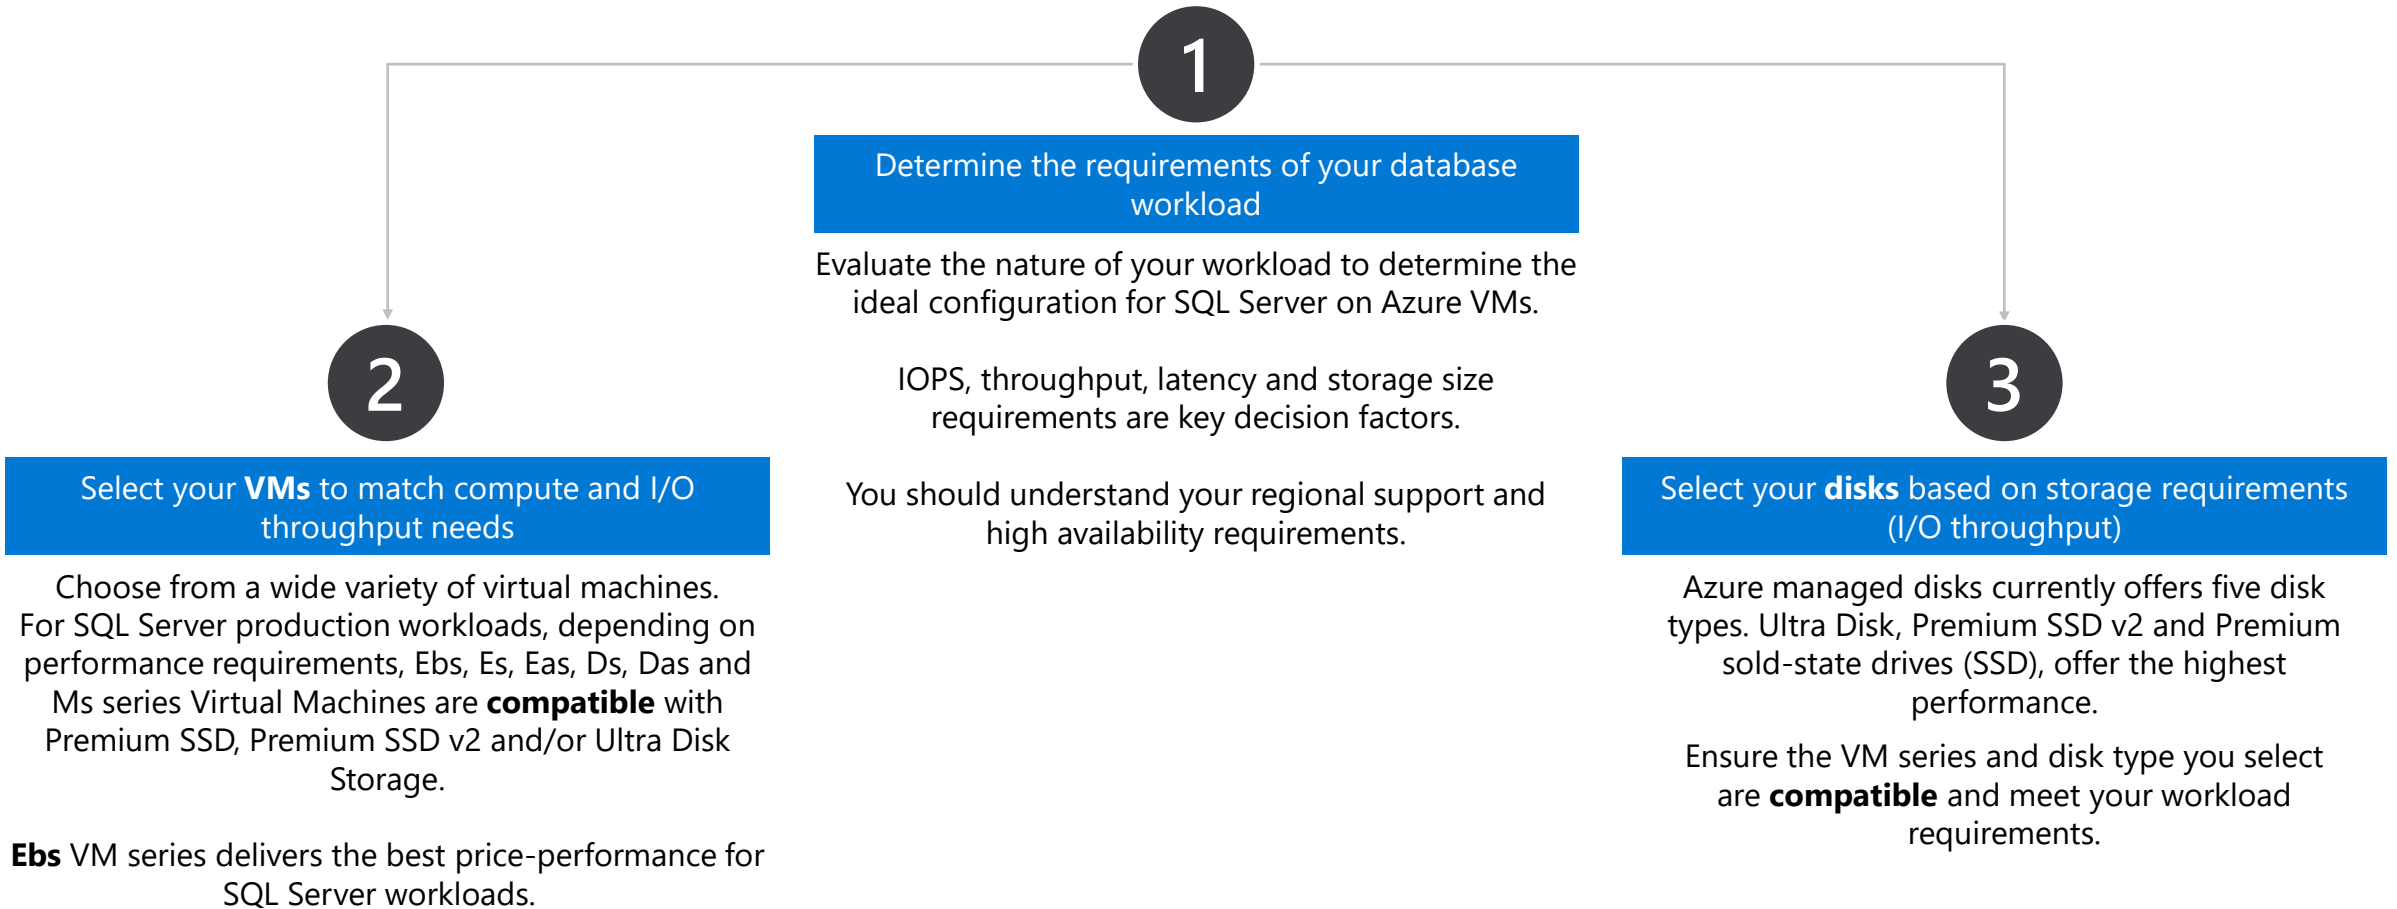 1
Determine the requirements of your database
workload
Evaluate the nature of your workload to determine the
ideal configuration for SQL Server on Azure VMs.
IOPS, throughput, latency and storage size
requirements are key decision factors.
You should understand your regional support and
high availability requirements.
2
Select your VMs to match compute and I/O
throughput needs
Choose from a wide variety of virtual machines.
For SQL Server production workloads, depending on
performance requirements, Ebs, Es, Eas, Ds, Das and
Ms series Virtual Machines are compatible with
Premium SSD, Premium SSD v2 and/or Ultra Disk
Storage.
Ebs VM series delivers the best price-performance for
SQL Server workloads.
3
Select your disks based on storage requirements
(I/O throughput)
Azure managed disks currently offers five disk
types. Ultra Disk, Premium SSD v2 and Premium
sold-state drives (SSD), offer the highest
performance.
Ensure the VM series and disk type you select
are compatible and meet your workload
requirements.